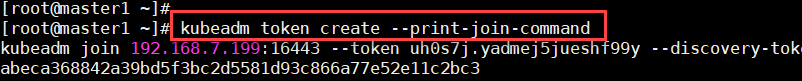 [root@master1 ~]#
[root@master1 ~]# kubeadm token create --print-join-command
kubeadm join 192.168.7.199:16443 --token uh0s7j.yadmej5jueshf99y --discovery-toke
abeca368842a39bd5f3bc2d5581d93c866a77e52e11c2bc3